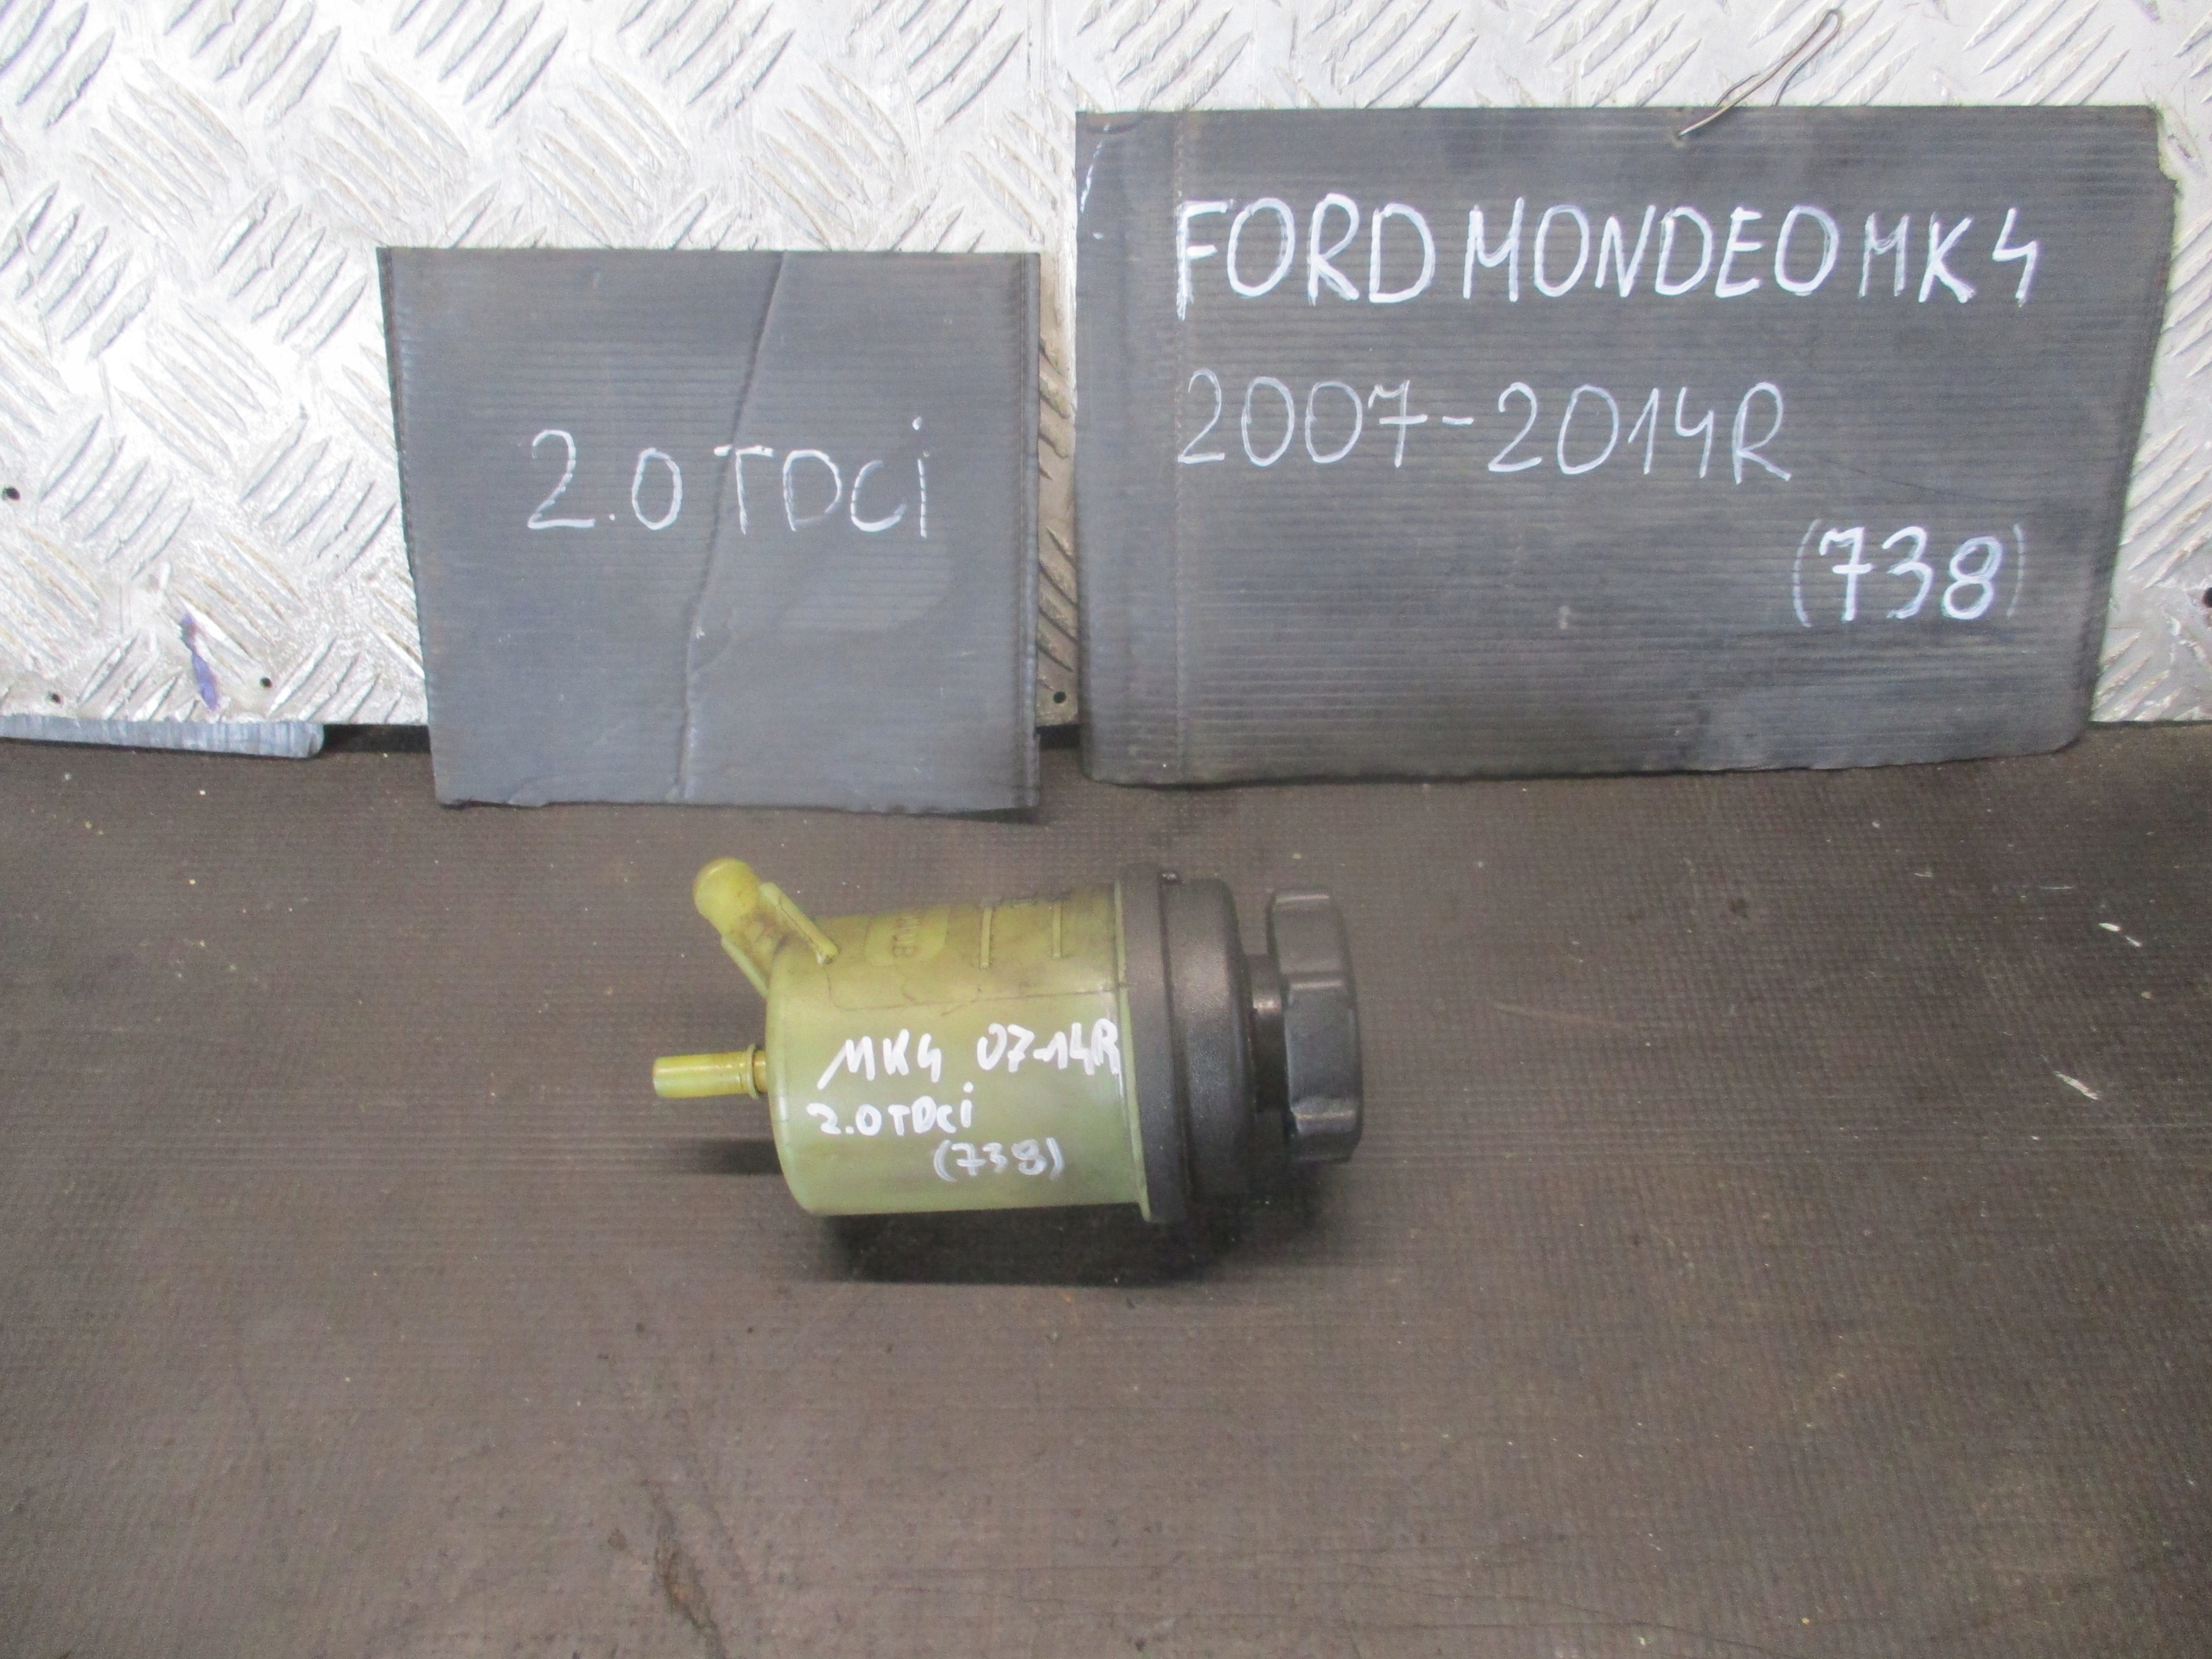 2.0 TDCi
FORD MONDEO MK4
2007-2014R
(738)
MK4 07-14R
2.0 TDCi
(738)